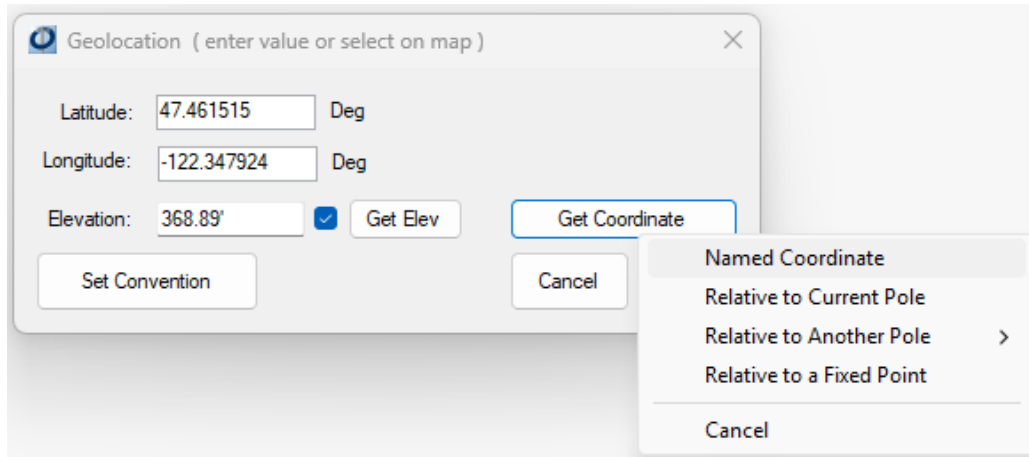 Geolocation ( enter value or select on map )
Latitude: 47.461515 Deg
Longitude: -122.347924 Deg
Elevation: 368.89' Get Elev Get Coordinate
Set Convention Cancel
Named Coordinate
Relative to Current Pole
Relative to Another Pole
Relative to a Fixed Point
Cancel